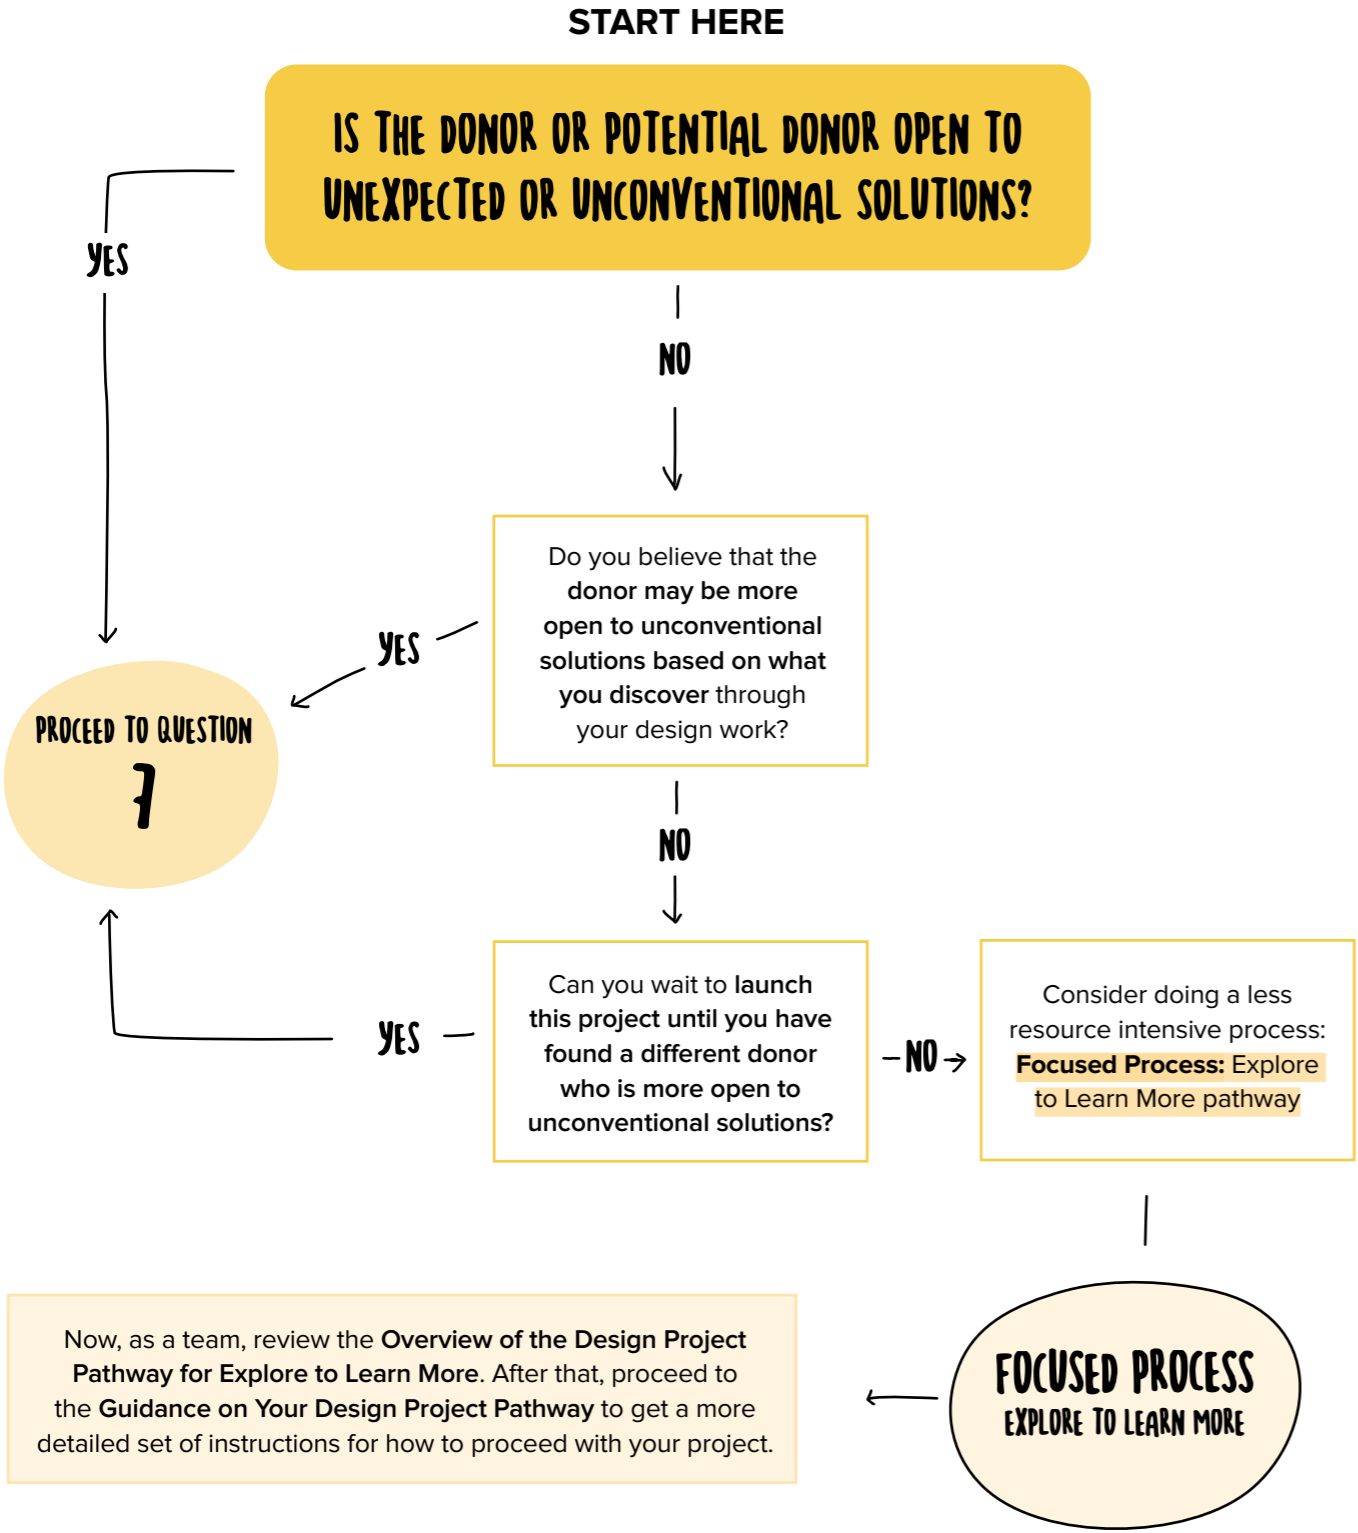 START HERE
IS THE DONOR OR POTENTIAL DONOR OPEN TO
UNEXPECTED OR UNCONVENTIONAL SOLUTIONS?
YES
NO
Do you believe that the
donor may be more
open to unconventional
solutions based on what
you discover through
your design work?
YES
PROCEED TO QUESTION
7
NO
Can you wait to launch
this project until you have
found a different donor
who is more open to
unconventional solutions?
YES
NO
Consider doing a less
resource intensive process:
Focused Process: Explore
to Learn More pathway
FOCUSED PROCESS
EXPLORE TO LEARN MORE
Now, as a team, review the Overview of the Design Project
Pathway for Explore to Learn More. After that, proceed to
the Guidance on Your Design Project Pathway to get a more
detailed set of instructions for how to proceed with your project.